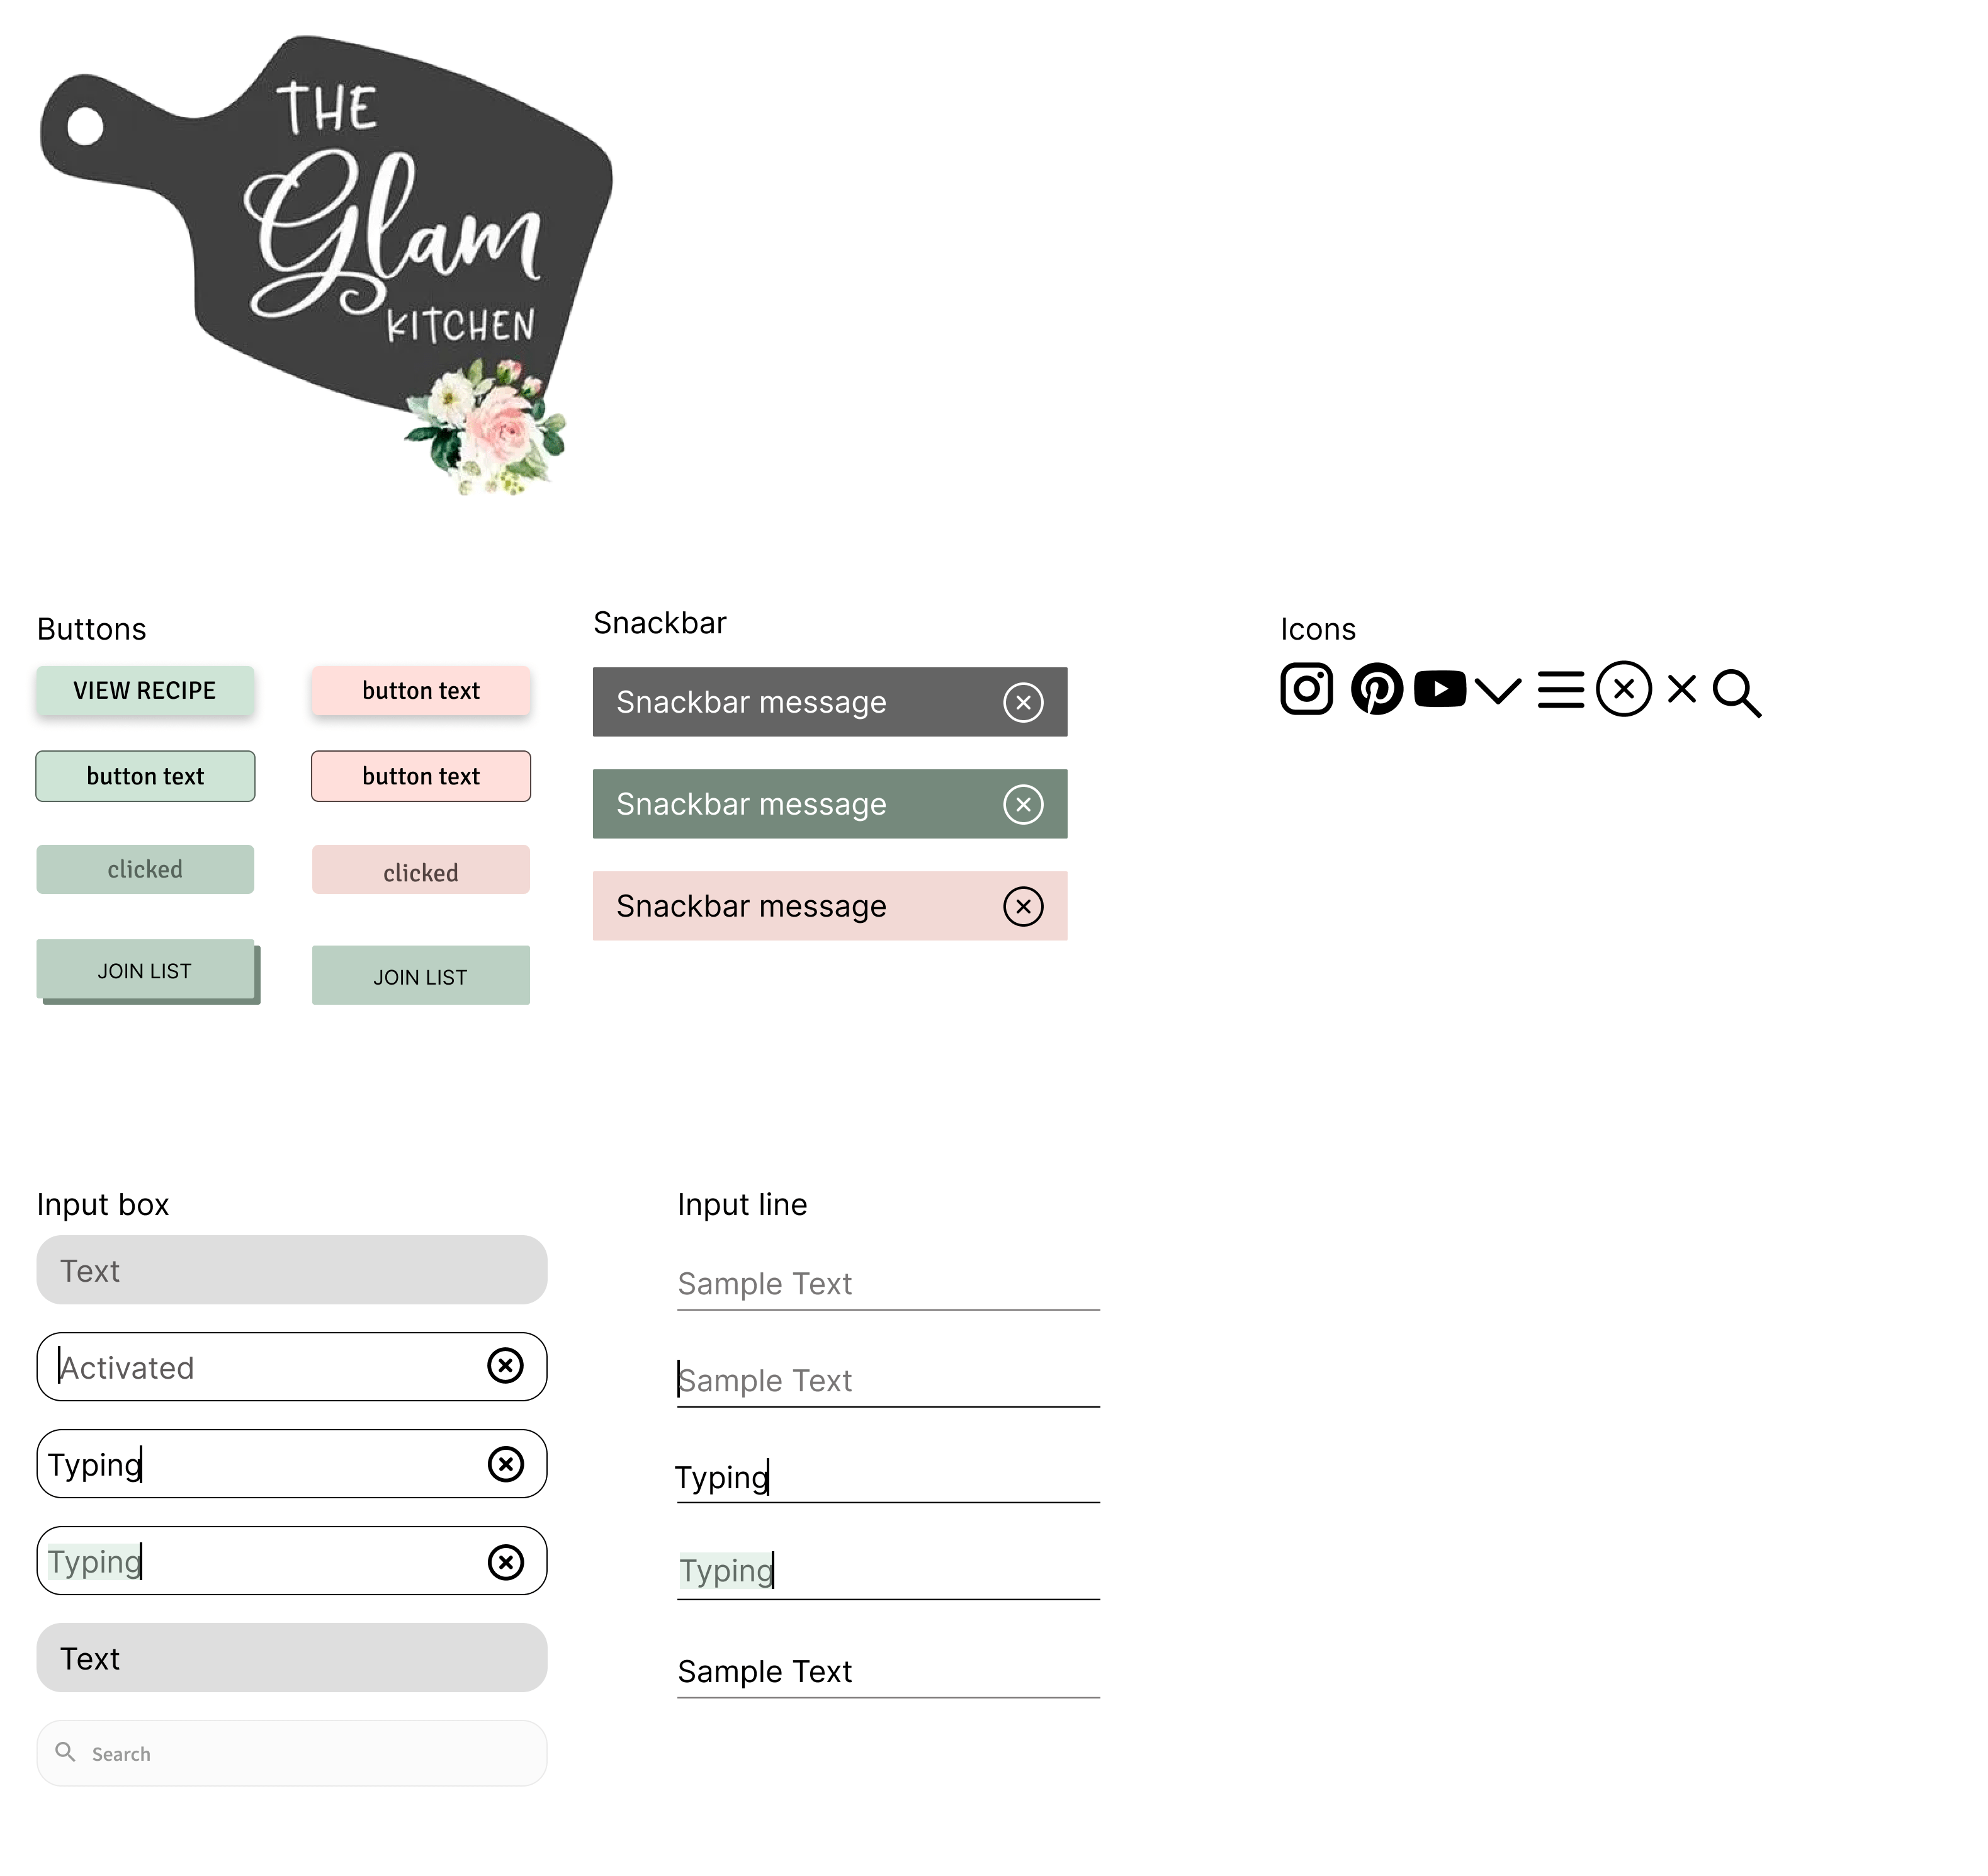 THE
Glam
KITCHEN
Buttons
VIEW RECIPE
button text
button text
button text
clicked
clicked
JOIN LIST
JOIN LIST
Snackbar
Snackbar message
Snackbar message
Snackbar message
Icons
Input box
Text
Activated
Typing
Typing
Text
Search
Input line
Sample Text
Sample Text
Typing
Typing
Sample Text